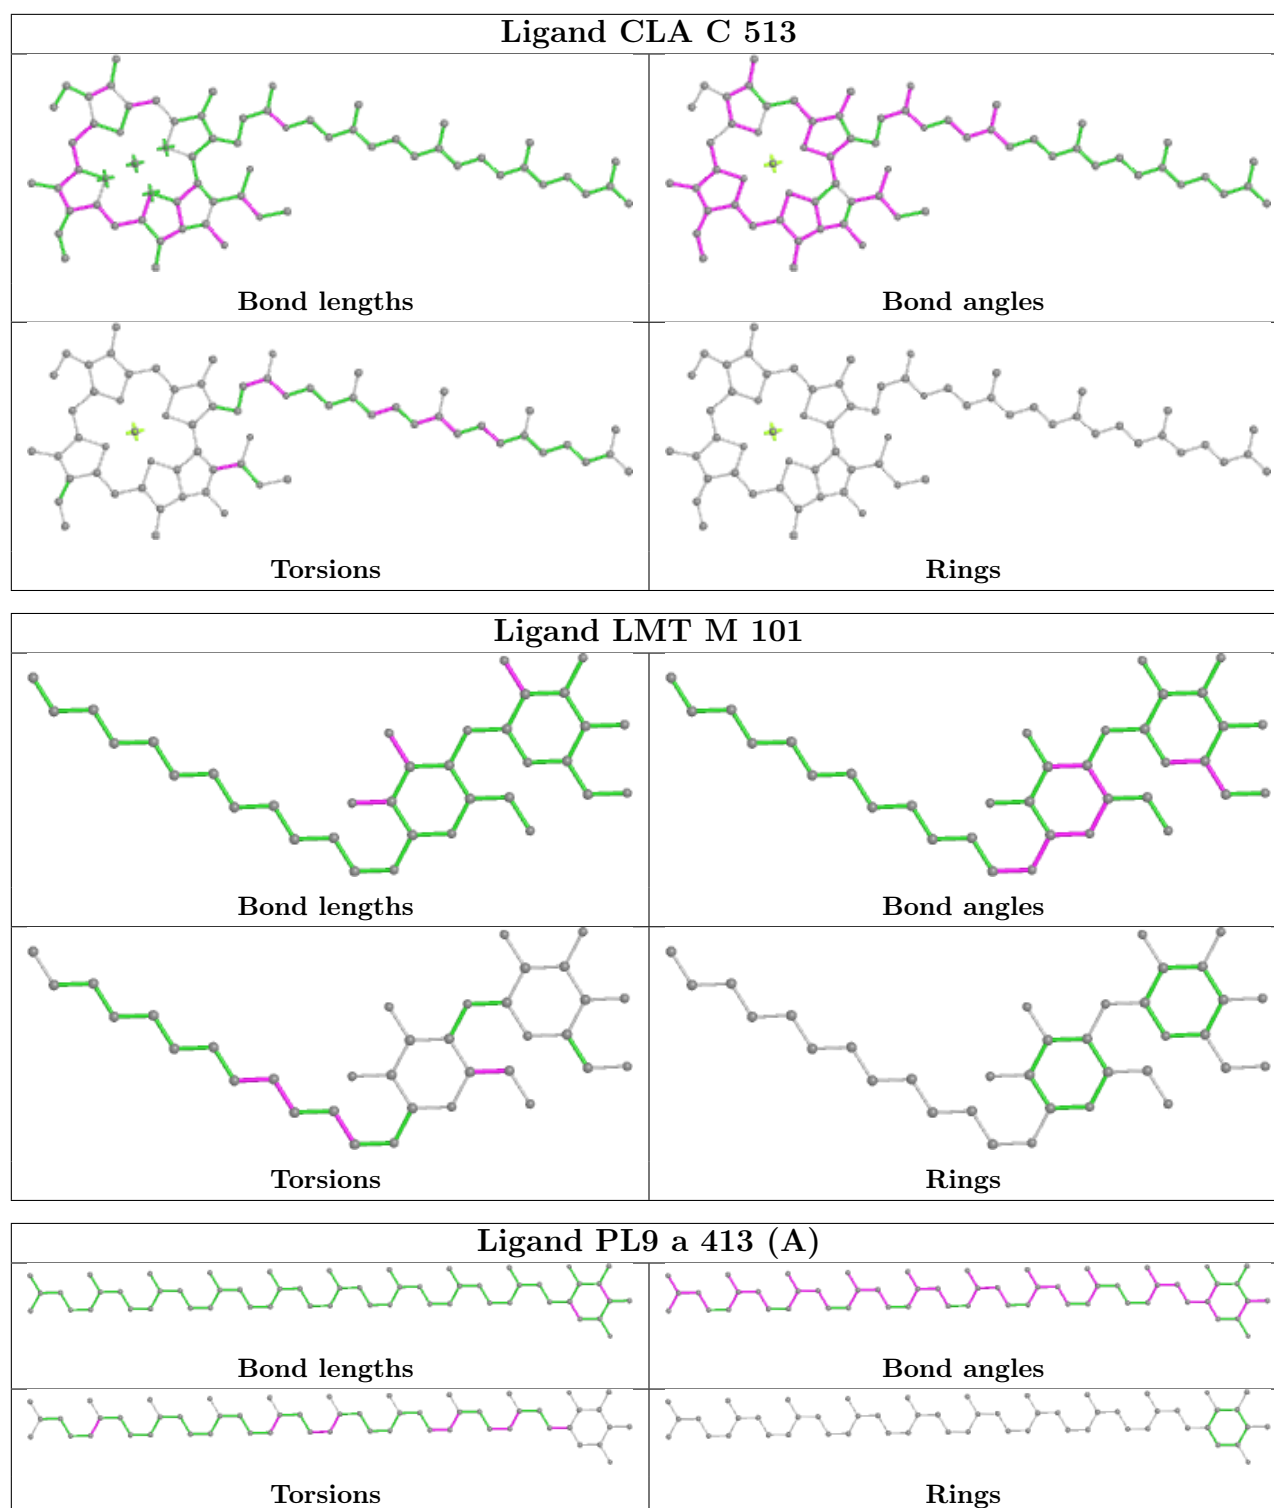 Ligand CLA C 513
Bond lengths
Bond angles
Torsions
Rings
Ligand LMT M 101
Bond lengths
Bond angles
Torsions
Rings
Ligand PL9 a 413 (A)
Bond lengths
Bond angles
Torsions
Rings